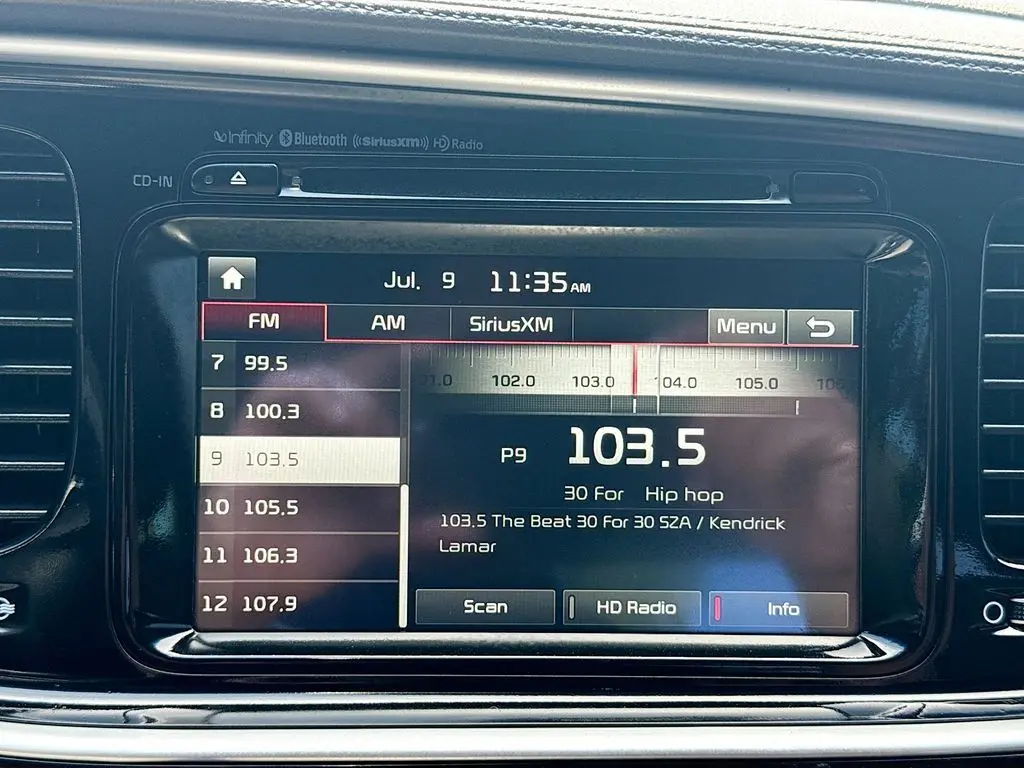 Infinity Bluetooth ((SiriusXM)) HD Radio
CD-IN
Jul. 9 11:35 AM
FM AM SiriusXM Menu
7 99.5
8 100.3
9 103.5
10 105.5
11 106.3
12 107.9
102.0 103.0 104.0 105.0
P9 103.5
30 For Hip hop
103.5 The Beat 30 For 30 SZA / Kendrick
Lamar
Scan HD Radio Info